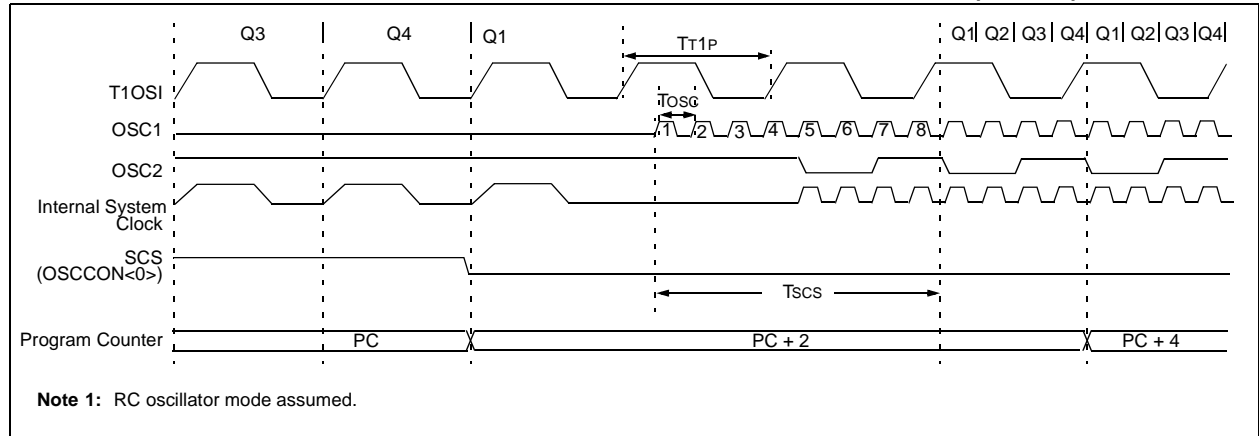 Q3 Q4 Q1 TT1P Q1 Q2 Q3 Q4 Q1 Q2 Q3 Q4
T1OSI
TOSC
OSC1 1 2 3 4 5 6 7 8
OSC2
Internal System
Clock
SCS
(OSCCON<0>)
TSCS
Program Counter PC PC + 2 PC + 4
Note 1: RC oscillator mode assumed.